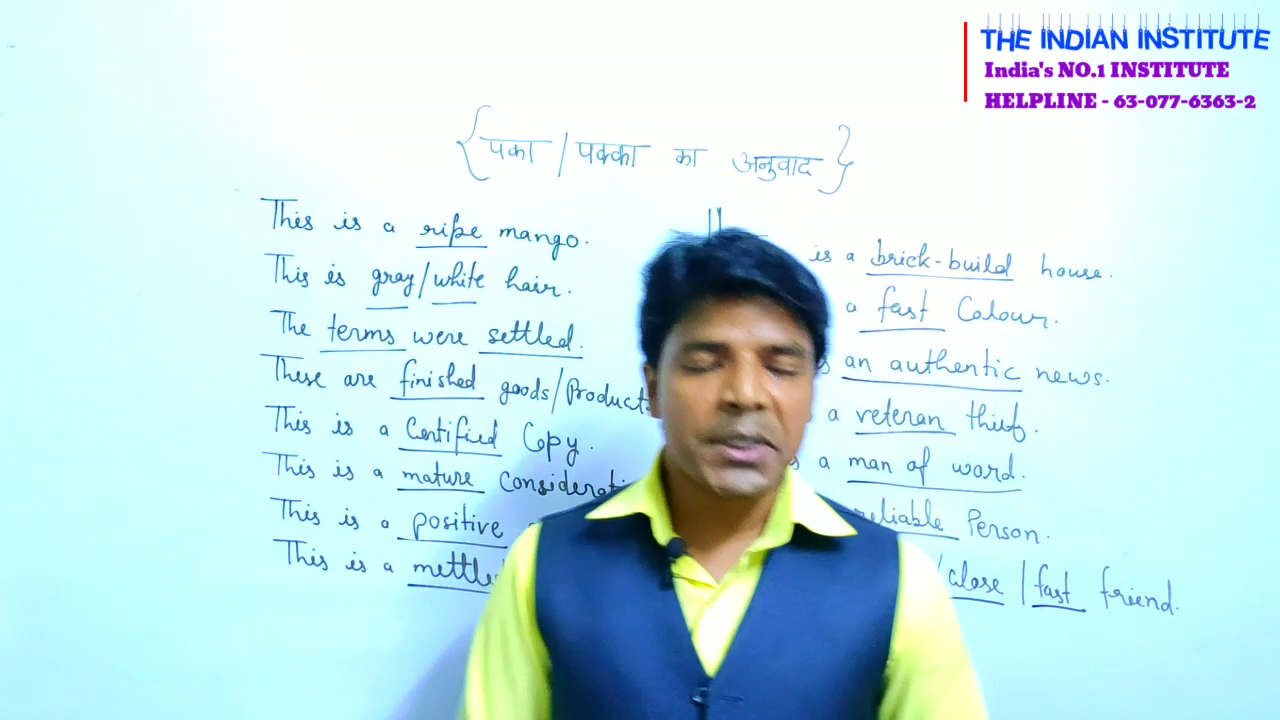 THE INDIAN INSTITUTE
India's NO.1 INSTITUTE
HELPLINE - 63-077-6363-2
{पका / पक्का का अनुवाद}
This is a ripe mango.
This is gray/white hair.
The terms were settled.
These are finished goods/Product
This is a Certified Copy.
This is a mature
This is a positive
This is a
is a brick-build house.
a fast Colour.
an authentic news.
a veteran thief.
a man of word.
reliable Person.
/close / fast friend.